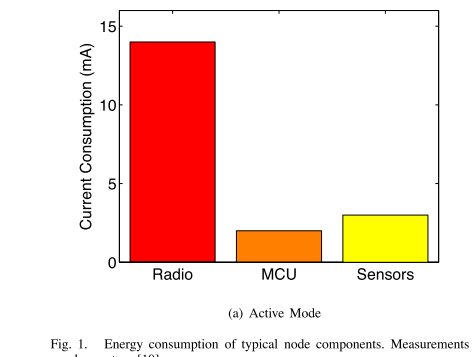 15
10
5
0
Current Consumption (mA)
Radio MCU Sensors
(a) Active Mode
Fig. 1. Energy consumption of typical node components. Measurements